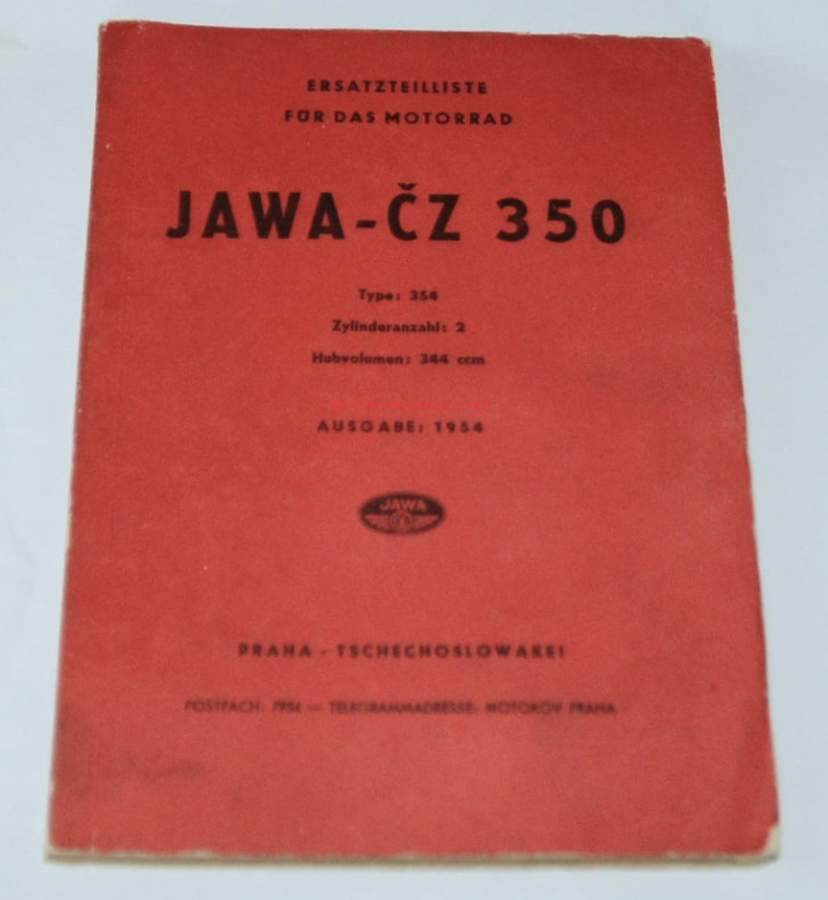 ERSATZTEILLISTE
FÜR DAS MOTORRAD
JAWA-ČZ 350
Type: 354
Zylinderanzahl: 2
Hubvolumen: 344 ccm
AUSGABE: 1954
JAWA
PRAHA - TSCHECHOSLOWAKEI
POSTFACH: — TELEGRAMMADRESSE: MOTOKOV PRAHA